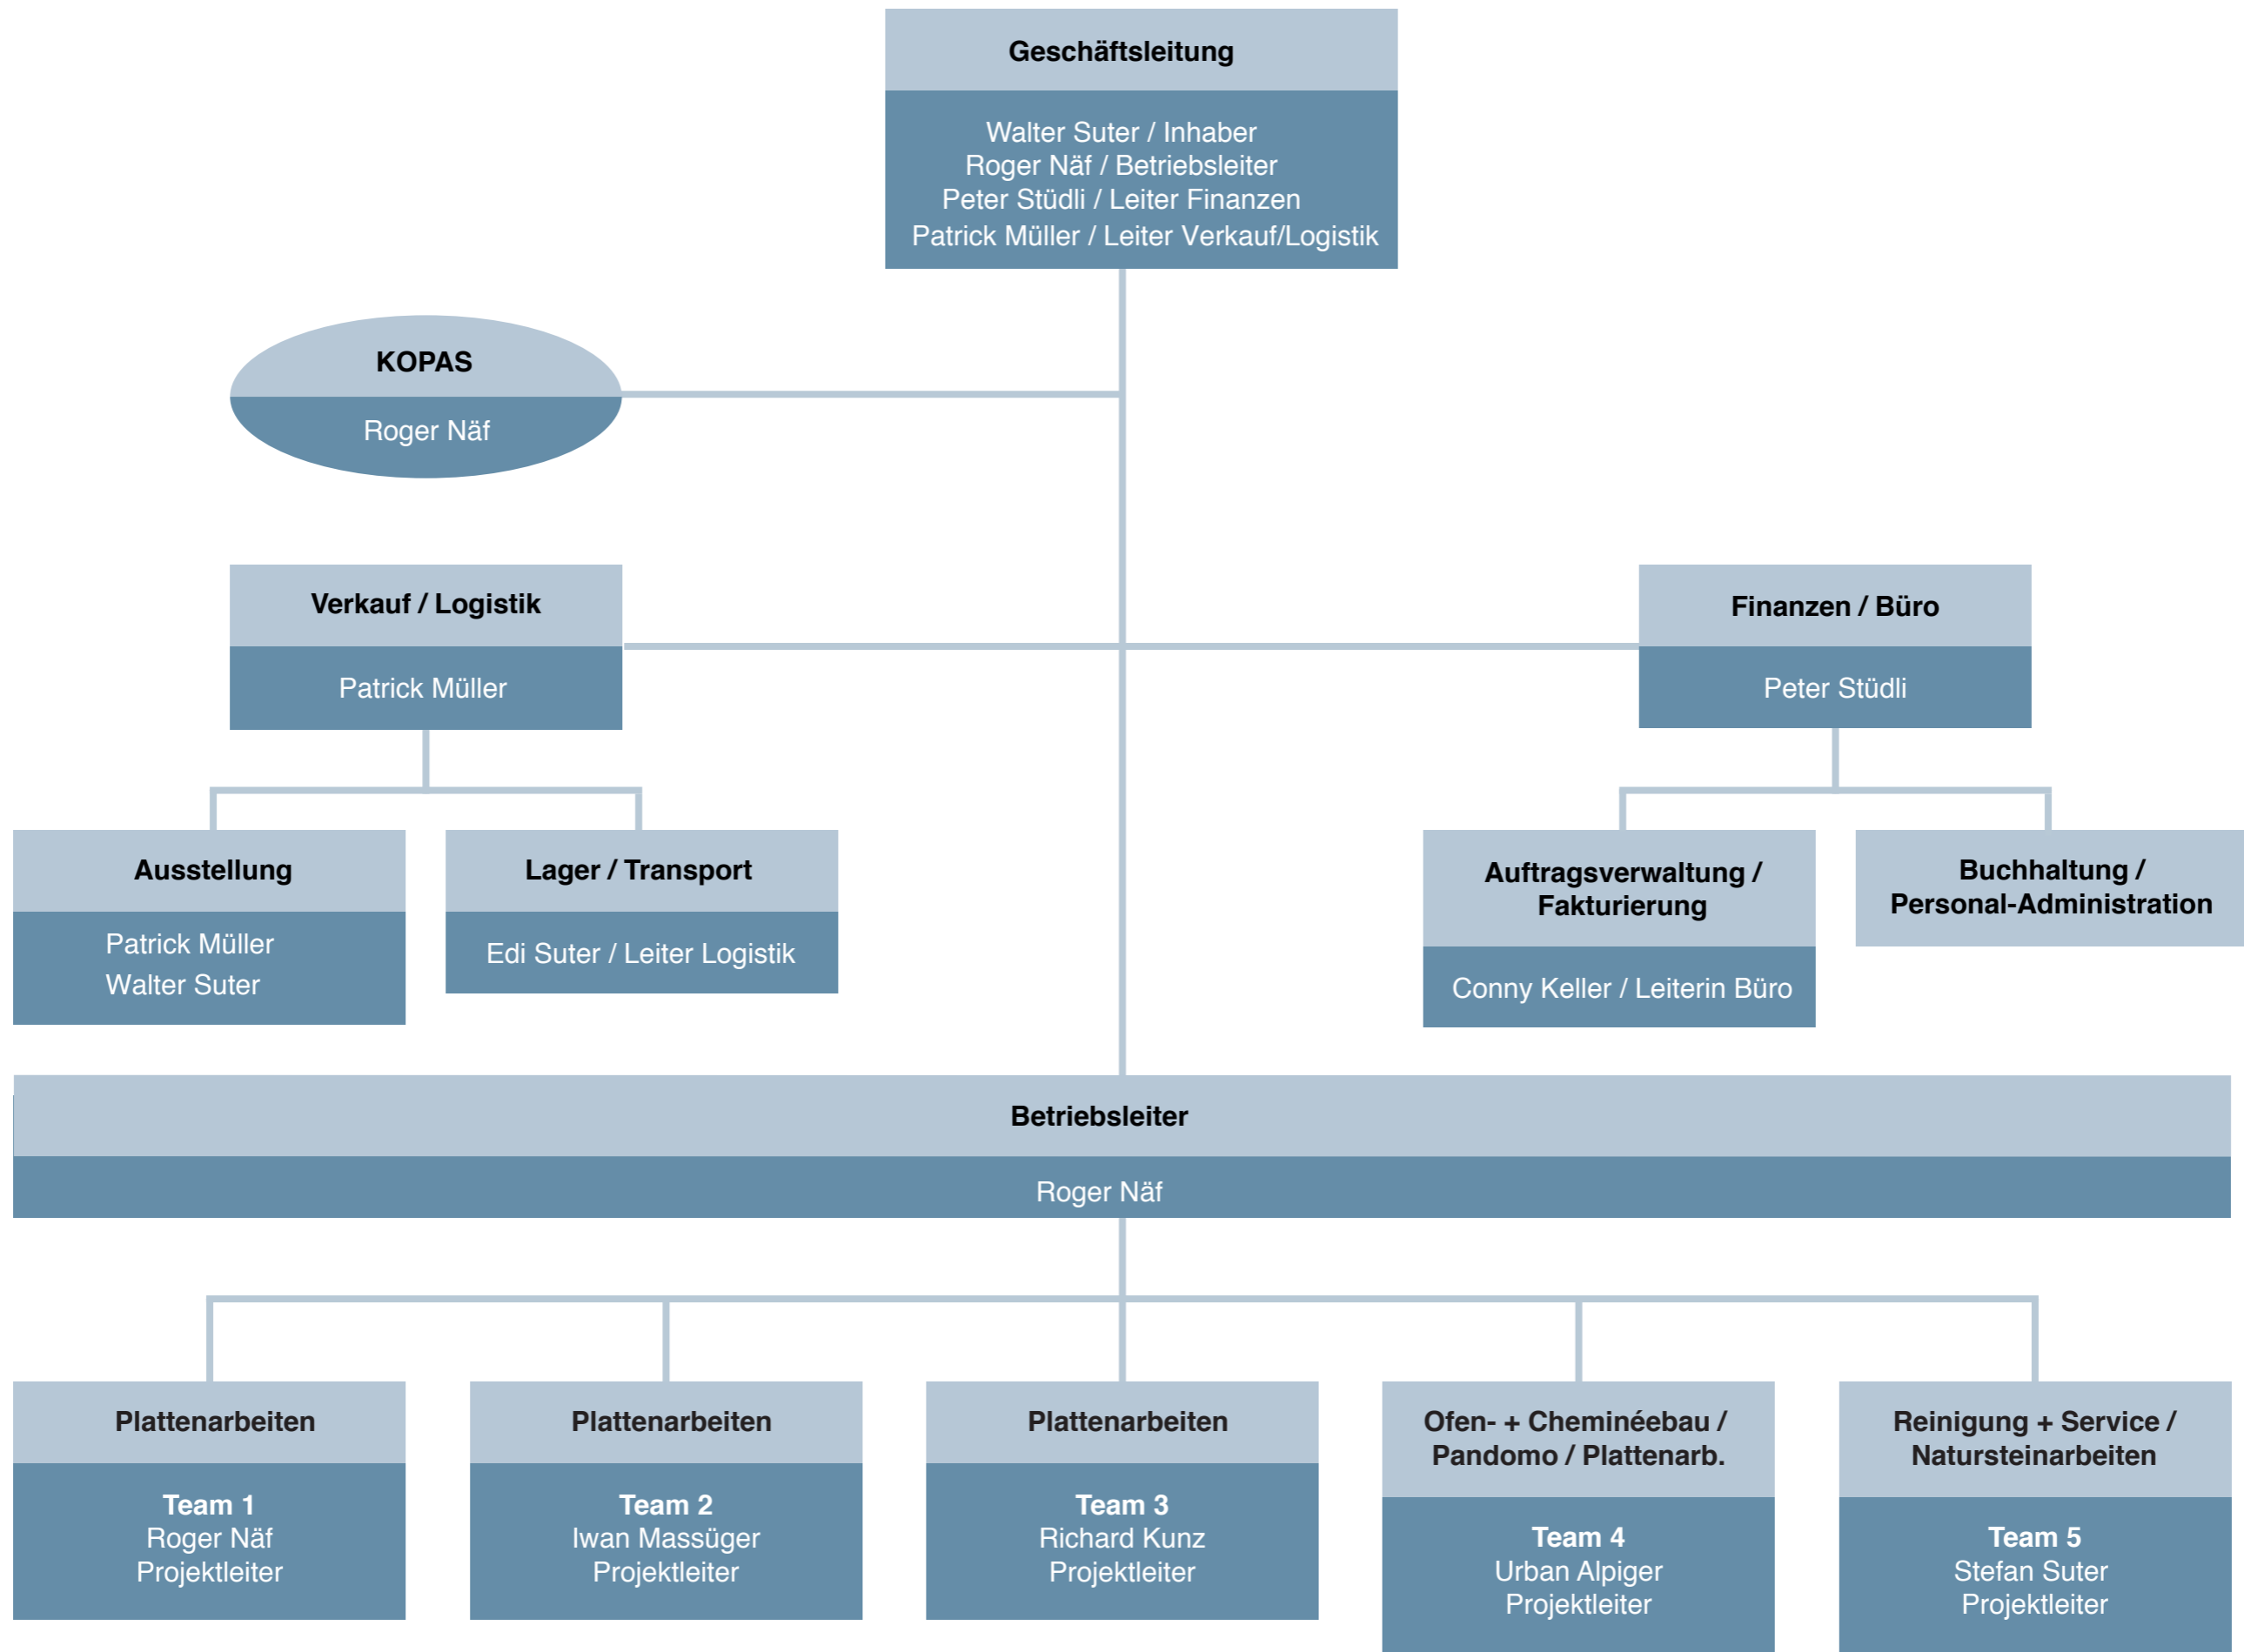 Geschäftsleitung
Walter Suter / Inhaber
Roger Näf / Betriebsleiter
Peter Stüdli / Leiter Finanzen
Patrick Müller / Leiter Verkauf/Logistik
KOPAS
Roger Näf
Verkauf / Logistik
Patrick Müller
Finanzen / Büro
Peter Stüdli
Ausstellung
Patrick Müller
Walter Suter
Lager / Transport
Edi Suter / Leiter Logistik
Auftragsverwaltung /
Fakturierung
Conny Keller / Leiterin Büro
Buchhaltung /
Personal-Administration
Betriebsleiter
Roger Näf
Plattenarbeiten
Team 1
Roger Näf
Projektleiter
Plattenarbeiten
Team 2
Iwan Massüger
Projektleiter
Plattenarbeiten
Team 3
Richard Kunz
Projektleiter
Ofen- + Cheminéebau /
Pandomo / Plattenarb.
Team 4
Urban Alpiger
Projektleiter
Reinigung + Service /
Natursteinarbeiten
Team 5
Stefan Suter
Projektleiter